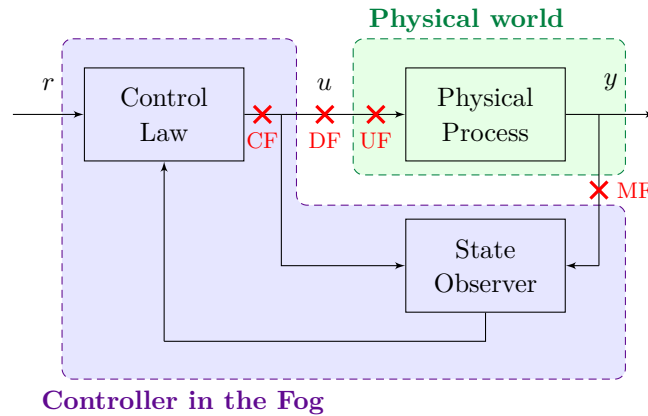 Physical world
r
Control
Law
u
Physical
Process
y
CF
DF
UF
MF
State
Observer
Controller in the Fog